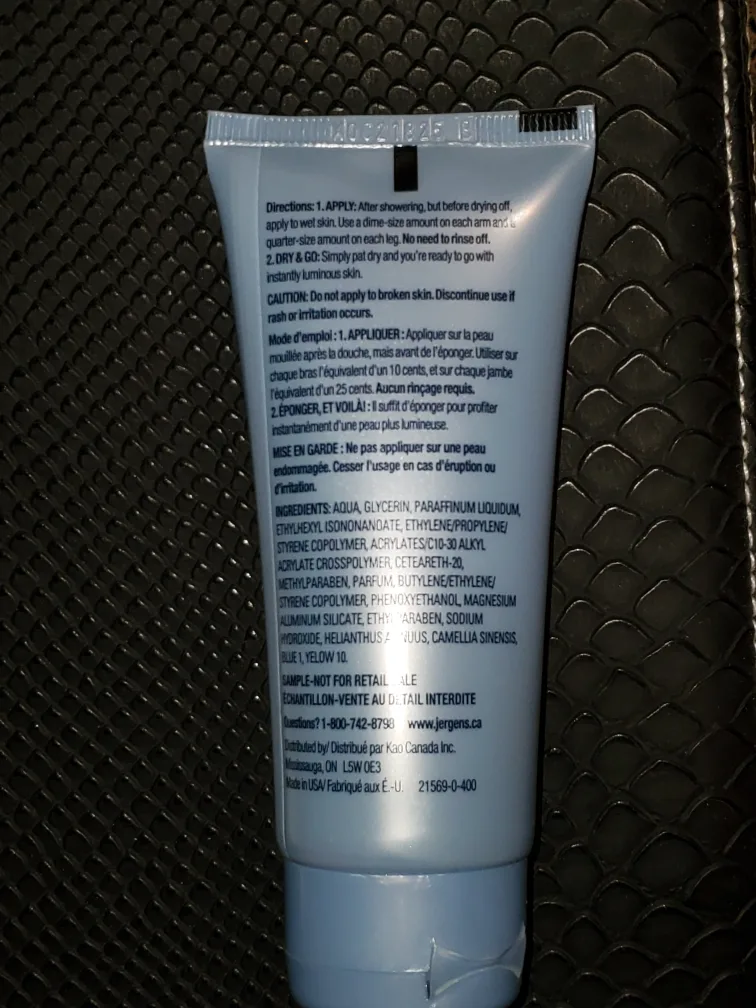 Directions: 1. APPLY: After showering, but before drying off,
apply to wet skin. Use a dime-size amount on each arm and a
quarter-size amount on each leg. No need to rinse off.
2. DRY & GO: Simply pat dry and you're ready to go with
instantly luminous skin.
CAUTION: Do not apply to broken skin. Discontinue use if
rash or irritation occurs.
Mode d'emploi : 1. APPLIQUER : Appliquer sur la peau
mouillée après la douche, mais avant de l'éponger. Utiliser sur
chaque bras l'équivalent d'un 10 cents, et sur chaque jambe
l'équivalent d'un 25 cents. Aucun rinçage requis.
2. ÉPONGER, ET VOILÀ! : Il suffit d'éponger pour profiter
instantanément d'une peau plus lumineuse.
MISE EN GARDE : Ne pas appliquer sur une peau
endommagée. Cesser l'usage en cas d'éruption ou
d'irritation.
INGREDIENTS: AQUA, GLYCERIN, PARAFFINUM LIQUIDUM,
ETHYLHEXYL ISONONANOATE, ETHYLENE/PROPYLENE/
STYRENE COPOLYMER, ACRYLATES/C10-30 ALKYL
ACRYLATE CROSSPOLYMER, CETEARETH-20,
METHYLPARABEN, PARFUM, BUTYLENE/ETHYLENE/
STYRENE COPOLYMER, PHENOXYETHANOL, MAGNESIUM
ALUMINUM SILICATE, ETHYLPARABEN, SODIUM
HYDROXIDE, HELIANTHUS ANNUUS, CAMELLIA SINENSIS,
BLUE 1, YELOW 10.
SAMPLE-NOT FOR RETAIL SALE
ÉCHANTILLON-VENTE AU DÉTAIL INTERDITE
Questions? 1-800-742-8798 www.jergens.ca
Distributed by/ Distribué par Kao Canada Inc.
Mississauga, ON L5W 0E3
Made in USA/ Fabriqué aux É.-U. 21569-0-400